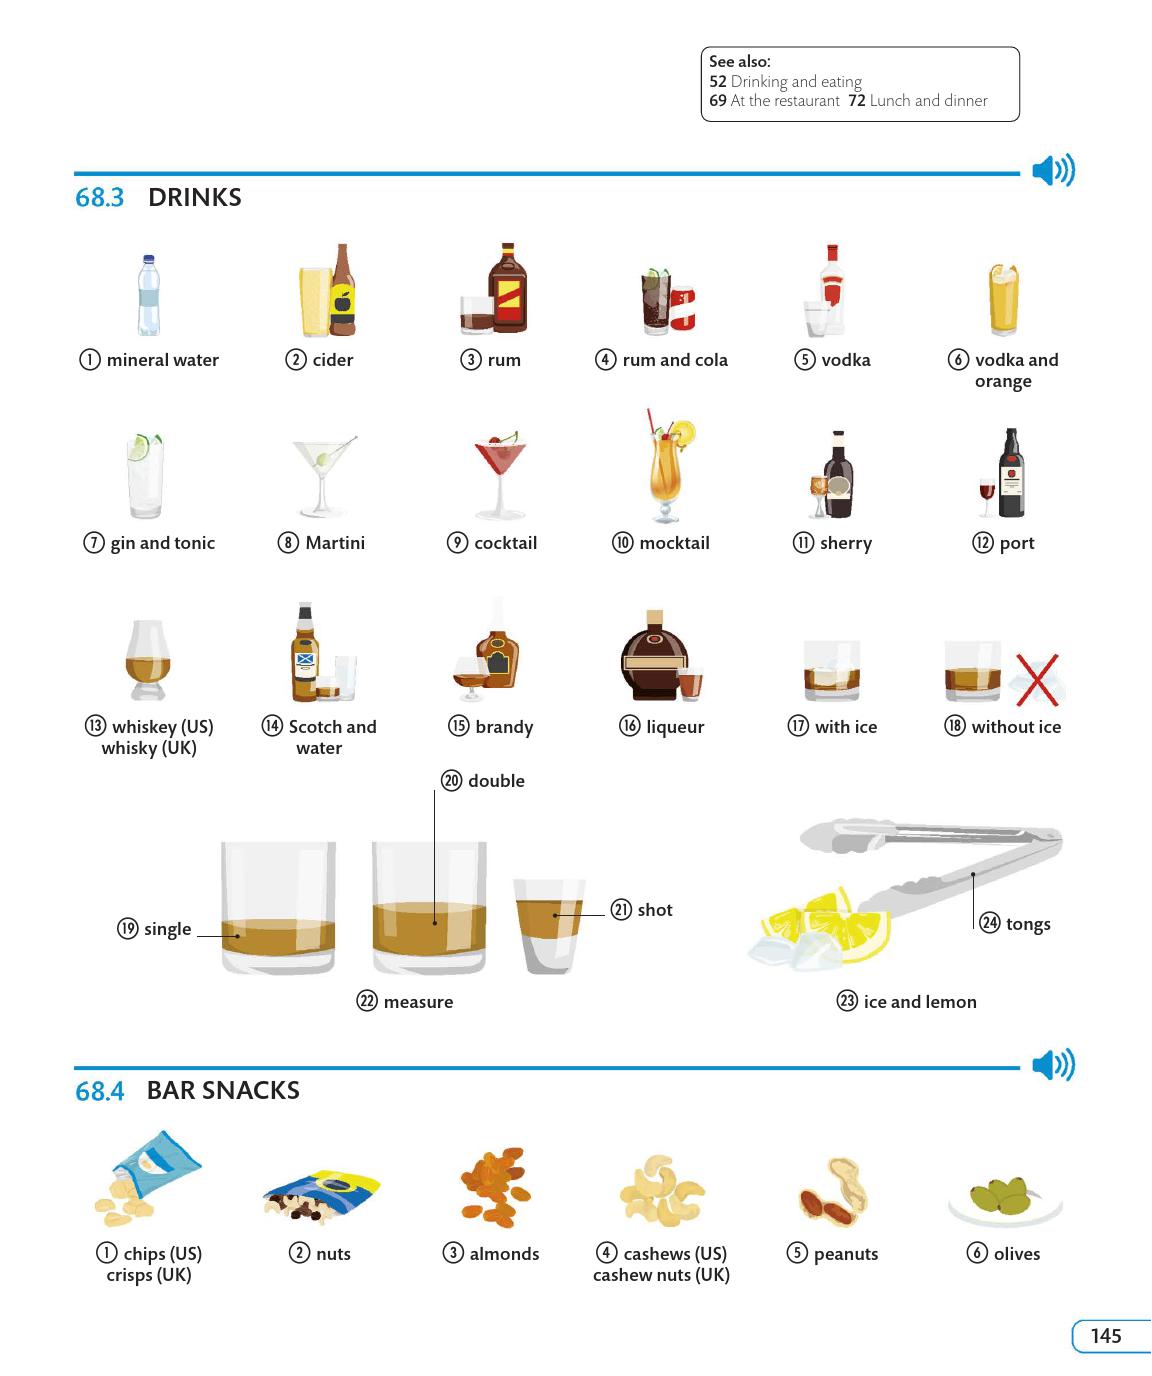 See also:
52 Drinking and eating
69 At the restaurant 72 Lunch and dinner
68.3 DRINKS
1 mineral water
2 cider
3 rum
4 rum and cola
5 vodka
6 vodka and
orange
7 gin and tonic
8 Martini
9 cocktail
10 mocktail
11 sherry
12 port
13 whiskey (US)
whisky (UK)
14 Scotch and
water
15 brandy
16 liqueur
17 with ice
18 without ice
20 double
19 single
21 shot
22 measure
24 tongs
23 ice and lemon
68.4 BAR SNACKS
1 chips (US)
crisps (UK)
2 nuts
3 almonds
4 cashews (US)
cashew nuts (UK)
5 peanuts
6 olives
145